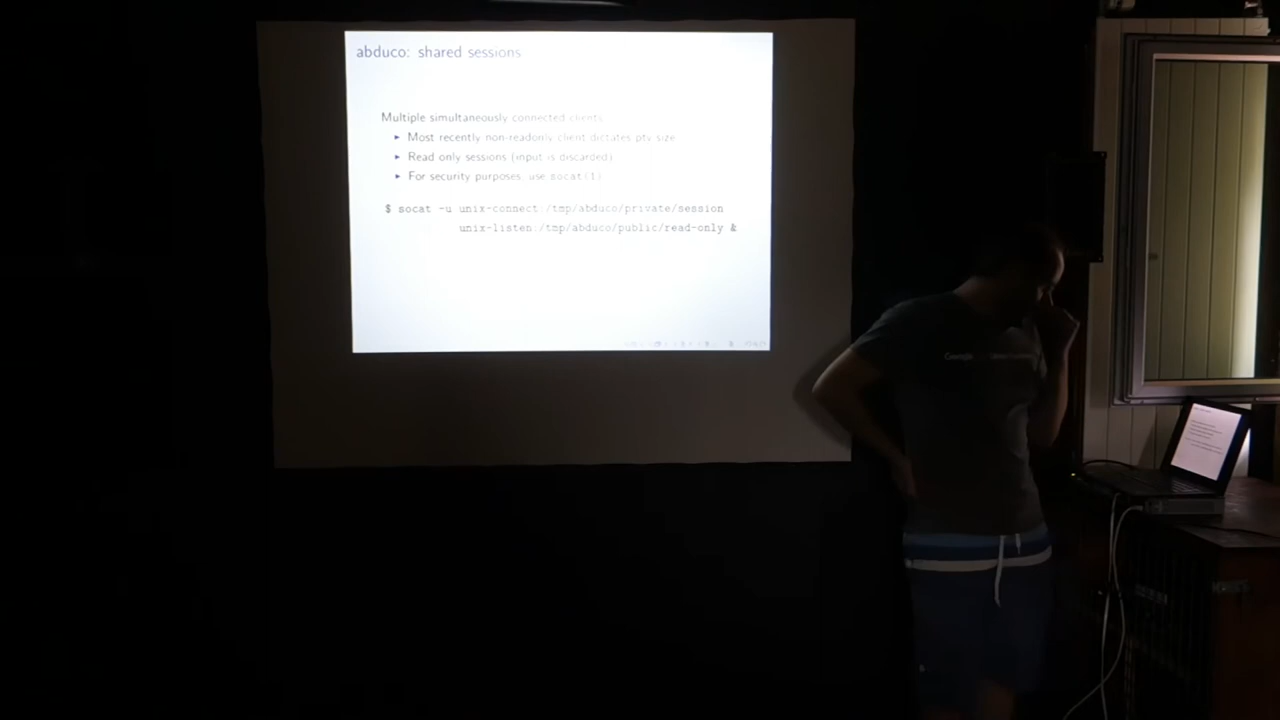 abduco: shared sessions
Multiple simultaneously connected clients
▸ Most recently non-readonly client dictates pty size
▸ Read only sessions (input is discarded)
▸ For security purposes, use socat(1)
$ socat -u unix-connect:/tmp/abduco/private/session
unix-listen:/tmp/abduco/public/read-only &
Google